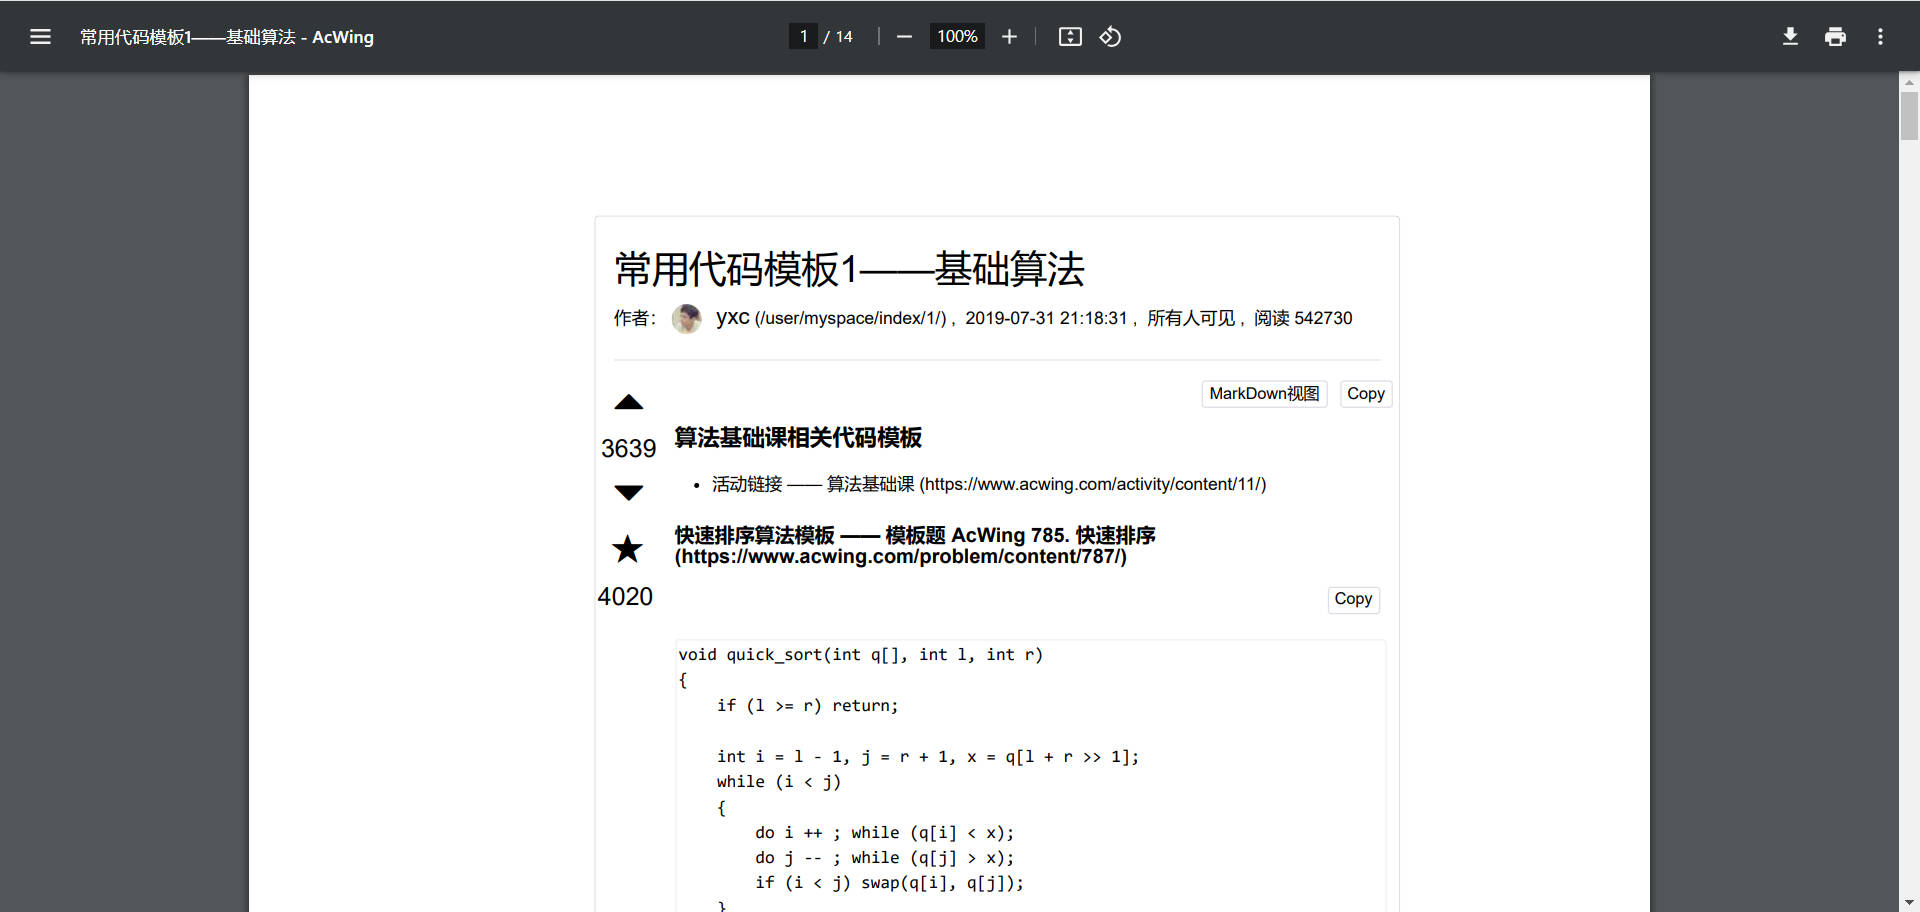 常用代码模板1——基础算法 - AcWing
1 / 14
100%
常用代码模板1——基础算法
作者： yxc (/user/myspace/index/1/) , 2019-07-31 21:18:31 , 所有人可见 , 阅读 542730
MarkDown视图 Copy
3639
算法基础课相关代码模板
• 活动链接 —— 算法基础课 (https://www.acwing.com/activity/content/11/)
快速排序算法模板 —— 模板题 AcWing 785. 快速排序
(https://www.acwing.com/problem/content/787/)
4020
Copy
void quick_sort(int q[], int l, int r)
{
    if (l >= r) return;
    int i = l - 1, j = r + 1, x = q[l + r >> 1];
    while (i < j)
    {
        do i ++ ; while (q[i] < x);
        do j -- ; while (q[j] > x);
        if (i < j) swap(q[i], q[j]);
    }